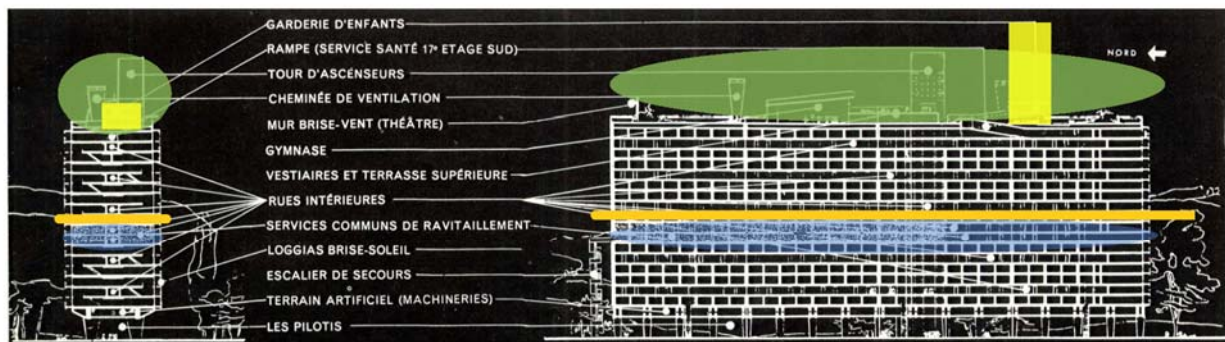 GARDERIE D'ENFANTS
RAMPE (SERVICE SANTÉ 17e ETAGE SUD)
TOUR D'ASCÉNSEURS
CHEMINÉE DE VENTILATION
MUR BRISE-VENT (THÉÂTRE)
GYMNASE
VESTIAIRES ET TERRASSE SUPÉRIEURE
RUES INTÉRIEURES
SERVICES COMMUNS DE RAVITAILLEMENT
LOGGIAS BRISE-SOLEIL
ESCALIER DE SECOURS
TERRAIN ARTIFICIEL (MACHINERIES)
LES PILOTIS
NORD